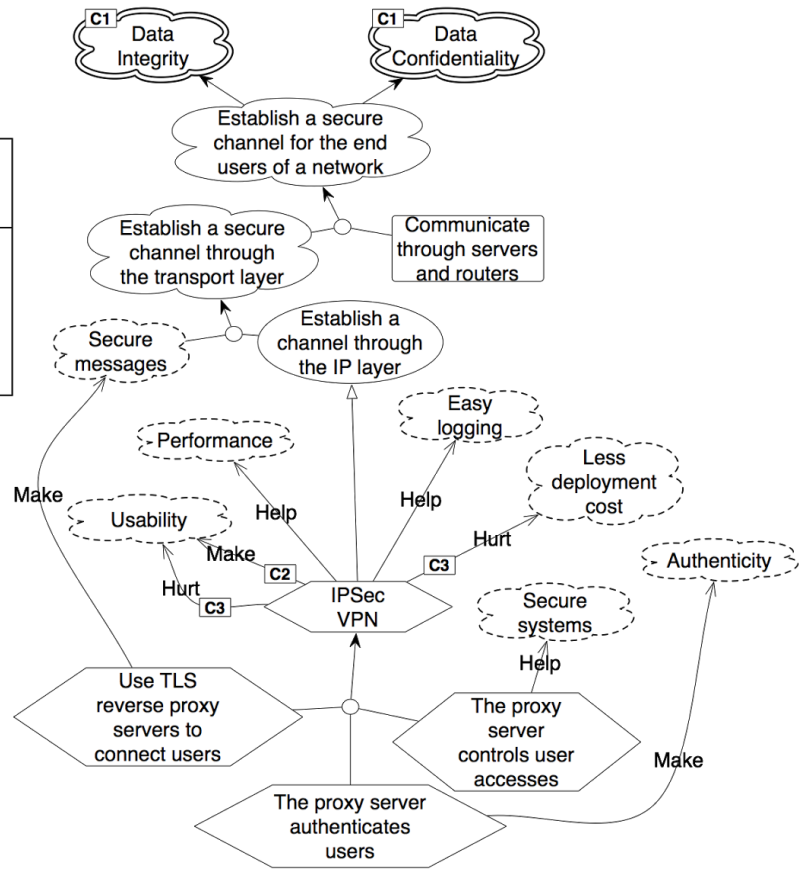 C1
Data
Integrity
C1
Data
Confidentiality
Establish a secure
channel for the end
users of a network
Establish a secure
channel through
the transport layer
Communicate
through servers
and routers
Secure
messages
Establish a
channel through
the IP layer
Easy
logging
Performance
Less
deployment
cost
Make
Help
Help
Usability
Make
Hurt
C2
C3
Hurt
C3
IPSec
VPN
Authenticity
Secure
systems
Help
Use TLS
reverse proxy
servers to
connect users
The proxy
server
controls user
accesses
Make
The proxy server
authenticates
users